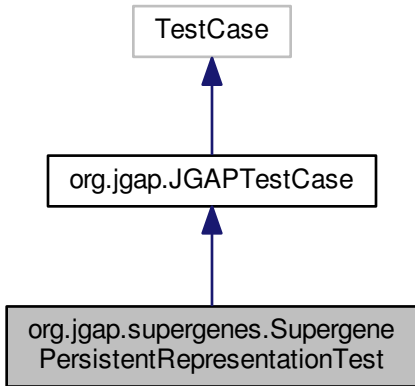 TestCase
org.jgap.JGAPTestCase
org.jgap.supergenes.Supergene
PersistentRepresentationTest